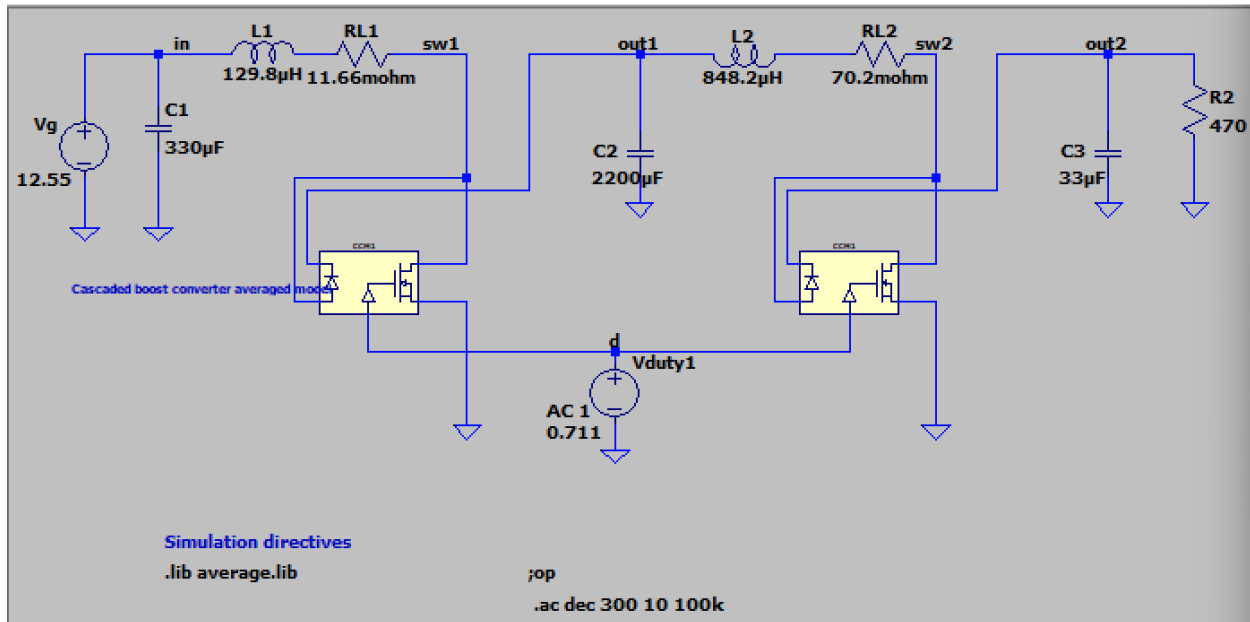 L1
RL1
in
sw1
129.8µH
11.66mohm
C1
330µF
Vg
12.55
out1
L2
RL2
sw2
848.2µH
70.2mohm
out2
R2
470
C2
2200µF
C3
33µF
CCM1
CCM1
Cascaded boost converter averaged model
d
Vduty1
AC 1
0.711
Simulation directives
.lib average.lib
;op
.ac dec 300 10 100k